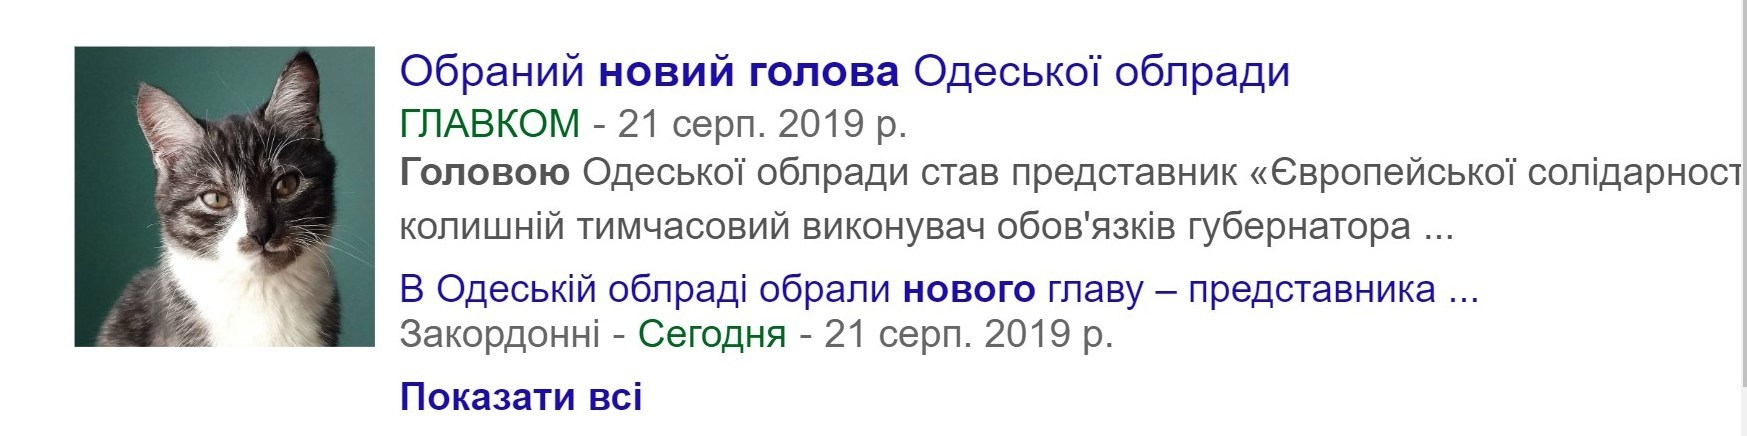 Обраний новий голова Одеської облради
ГЛАВКОМ - 21 серп. 2019 р.
Головою Одеської облради став представник «Європейської солідарност
колишній тимчасовий виконувач обов'язків губернатора ...
В Одеській облраді обрали нового главу – представника ...
Закордонні - Сегодня - 21 серп. 2019 р.
Показати всі